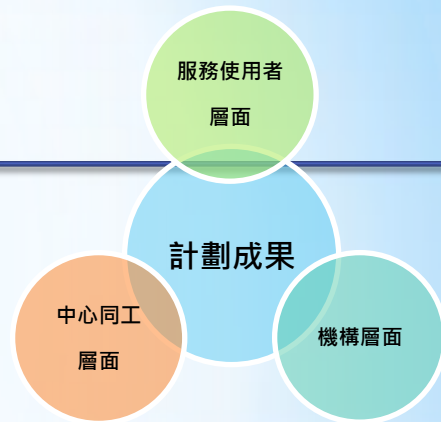 服務使用者
層面
計劃成果
中心同工
層面
機構層面